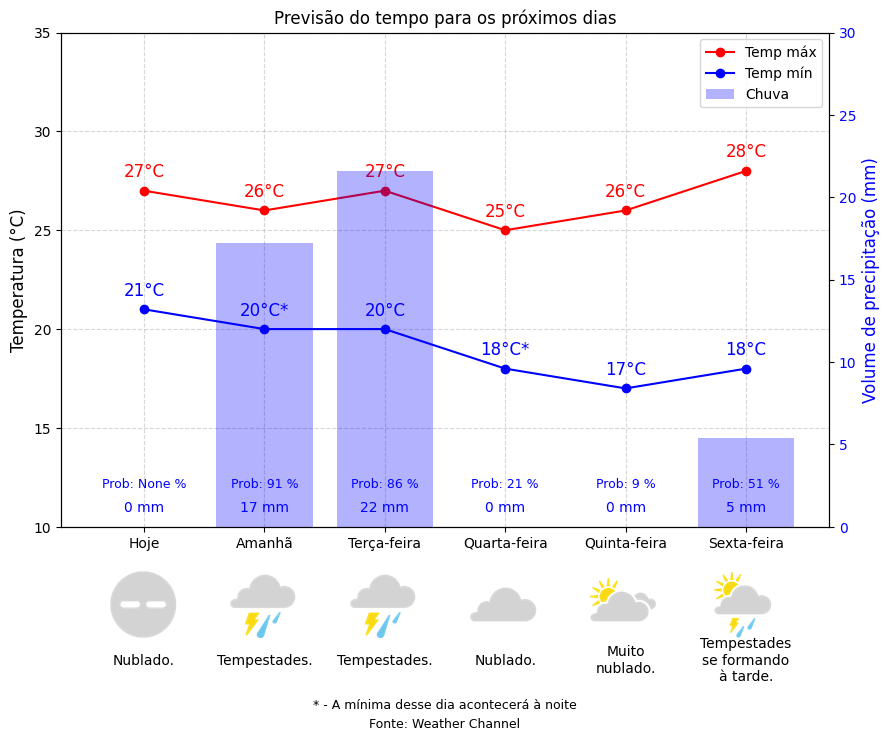 Previsão do tempo para os próximos dias
Temp máx
Temp mín
Chuva
35
30
25
20
15
10
Temperatura (°C)
30
25
20
15
10
5
0
Volume de precipitação (mm)
27°C
26°C
27°C
25°C
26°C
28°C
21°C
20°C*
20°C
18°C*
17°C
18°C
Prob: None %
Prob: 91 %
Prob: 86 %
Prob: 21 %
Prob: 9 %
Prob: 51 %
0 mm
17 mm
22 mm
0 mm
0 mm
5 mm
Hoje
Amanhã
Terça-feira
Quarta-feira
Quinta-feira
Sexta-feira
Nublado.
Tempestades.
Tempestades.
Nublado.
Muito
nublado.
Tempestades
se formando
à tarde.
* - A mínima desse dia acontecerá à noite
Fonte: Weather Channel